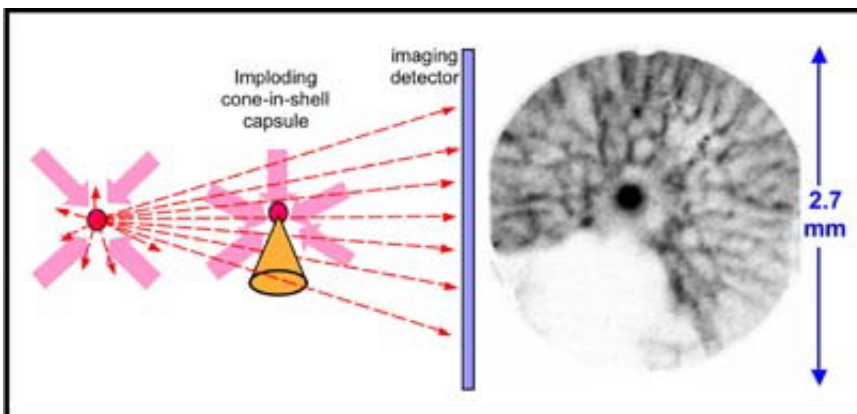 imaging
detector
Imploding
cone-in-shell
capsule
2.7
mm